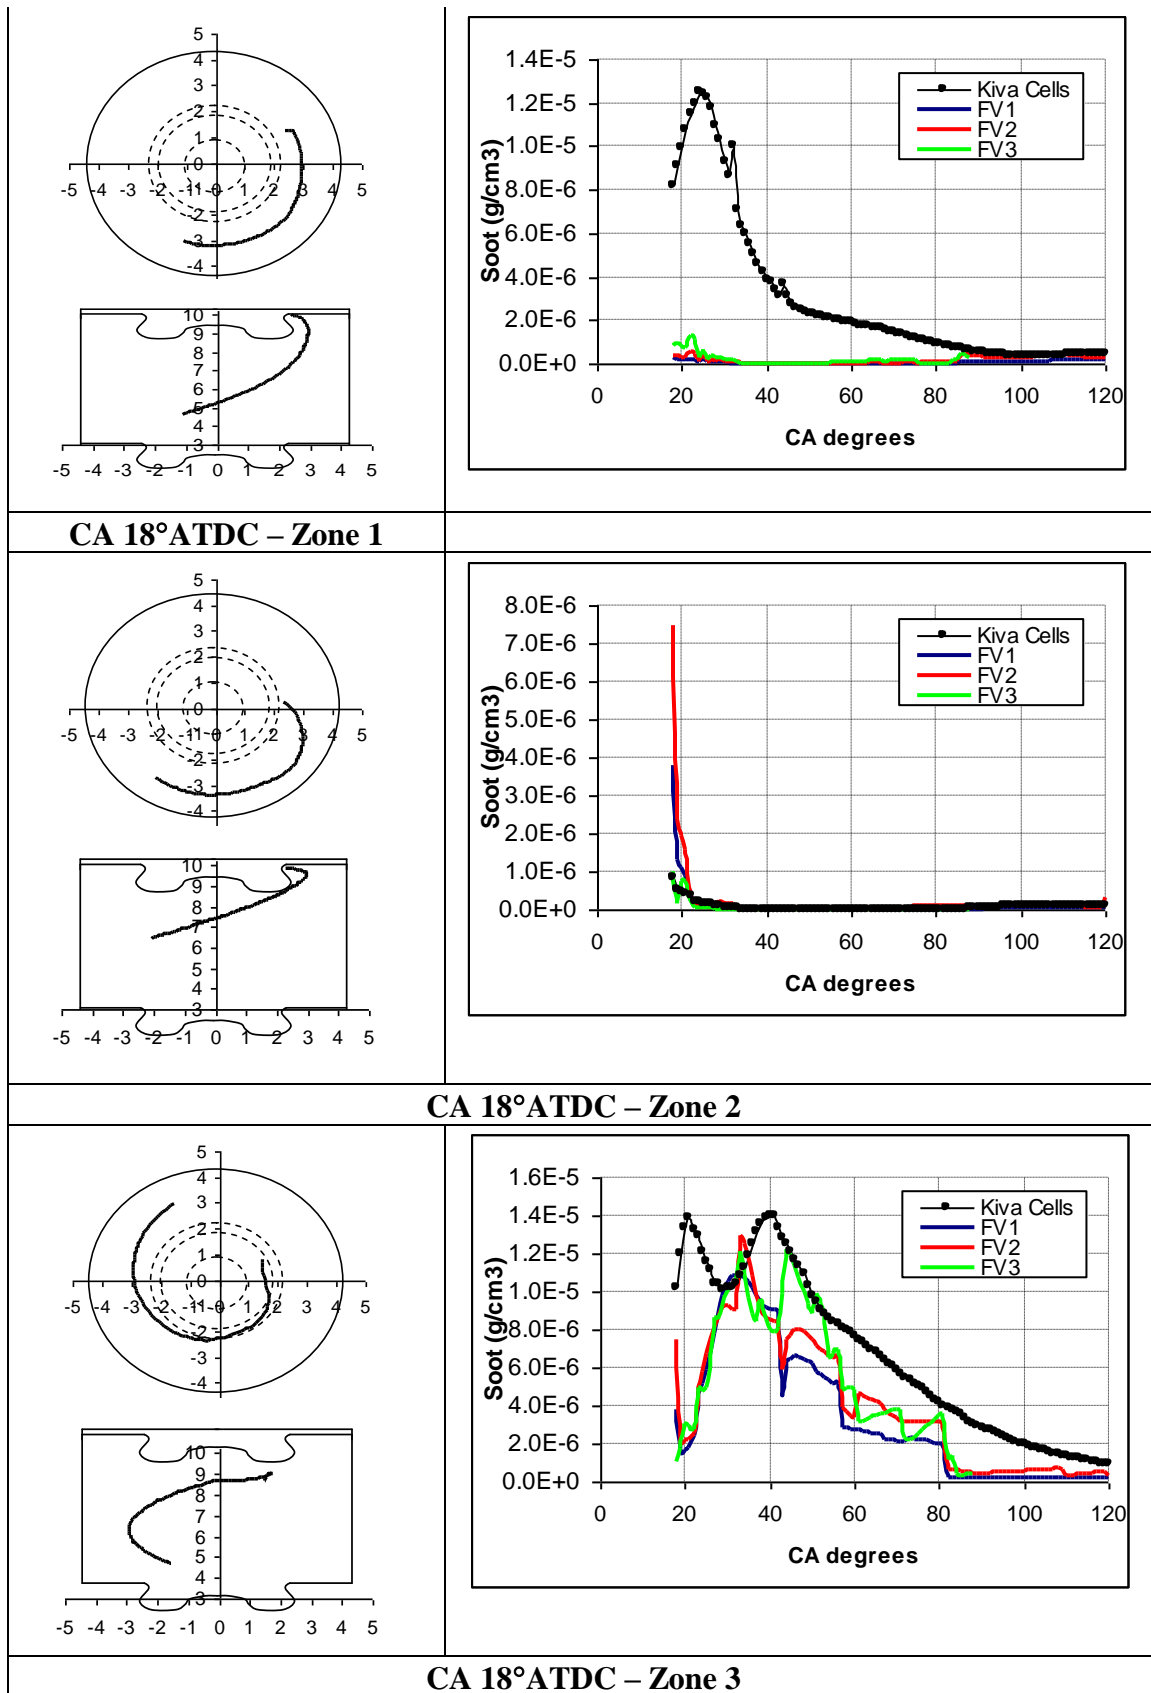 5
4
3
2
1
0
-5 -4 -3 -2 -1 0 1 2 3 4 5
-1
-2
-3
-4
10
9
8
7
6
5
4
3
-5 -4 -3 -2 -1 0 1 2 3 4 5
1.4E-5
1.2E-5
1.0E-5
8.0E-6
6.0E-6
4.0E-6
2.0E-6
0.0E+0
0 20 40 60 80 100 120
Soot (g/cm3)
CA degrees
Kiva Cells
FV1
FV2
FV3
CA 18°ATDC – Zone 1
5
4
3
2
1
0
-5 -4 -3 -2 -1 0 1 2 3 4 5
-1
-2
-3
-4
10
9
8
7
6
5
4
3
-5 -4 -3 -2 -1 0 1 2 3 4 5
8.0E-6
7.0E-6
6.0E-6
5.0E-6
4.0E-6
3.0E-6
2.0E-6
1.0E-6
0.0E+0
0 20 40 60 80 100 120
Soot (g/cm3)
CA degrees
Kiva Cells
FV1
FV2
FV3
CA 18°ATDC – Zone 2
5
4
3
2
1
0
-5 -4 -3 -2 -1 0 1 2 3 4 5
-1
-2
-3
-4
10
9
8
7
6
5
4
3
-5 -4 -3 -2 -1 0 1 2 3 4 5
1.6E-5
1.4E-5
1.2E-5
1.0E-5
8.0E-6
6.0E-6
4.0E-6
2.0E-6
0.0E+0
0 20 40 60 80 100 120
Soot (g/cm3)
CA degrees
Kiva Cells
FV1
FV2
FV3
CA 18°ATDC – Zone 3